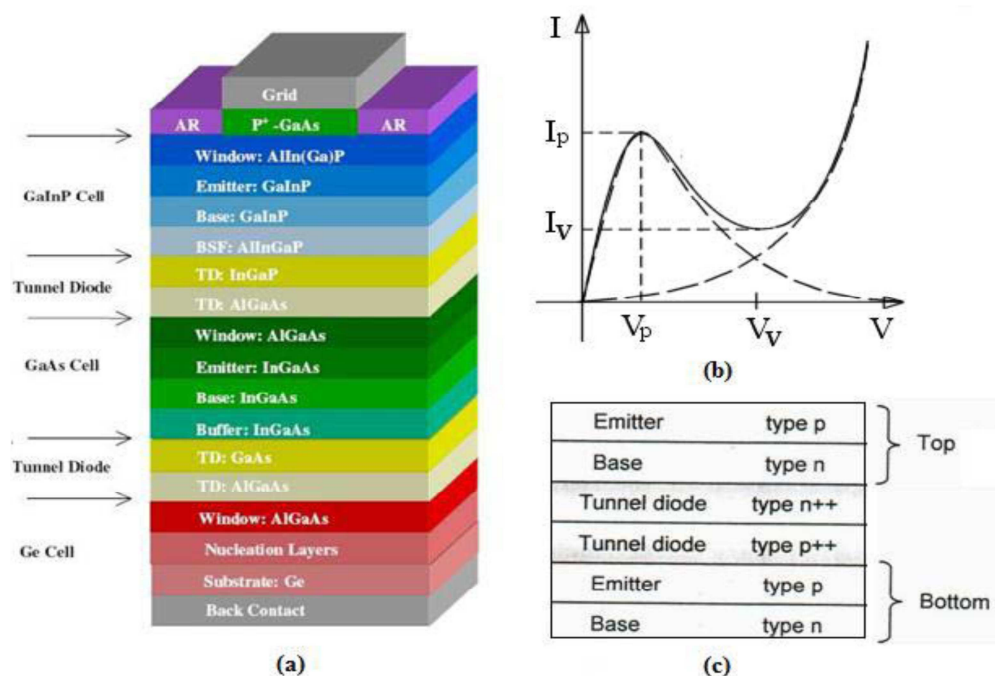 Grid
AR
P⁺ -GaAs
AR
Window: AlIn(Ga)P
Emitter: GaInP
GaInP Cell
Base: GaInP
BSF: AlInGaP
TD: InGaP
Tunnel Diode
TD: AlGaAs
Window: AlGaAs
Emitter: InGaAs
GaAs Cell
Base: InGaAs
Buffer: InGaAs
TD: GaAs
Tunnel Diode
TD: AlGaAs
Window: AlGaAs
Nucleation Layers
Ge Cell
Substrate: Ge
Back Contact
(a)
I
Ip
Iv
Vp
Vv
V
(b)
Emitter type p
Base type n
Top
Tunnel diode type n++
Tunnel diode type p++
Emitter type p
Base type n
Bottom
(c)